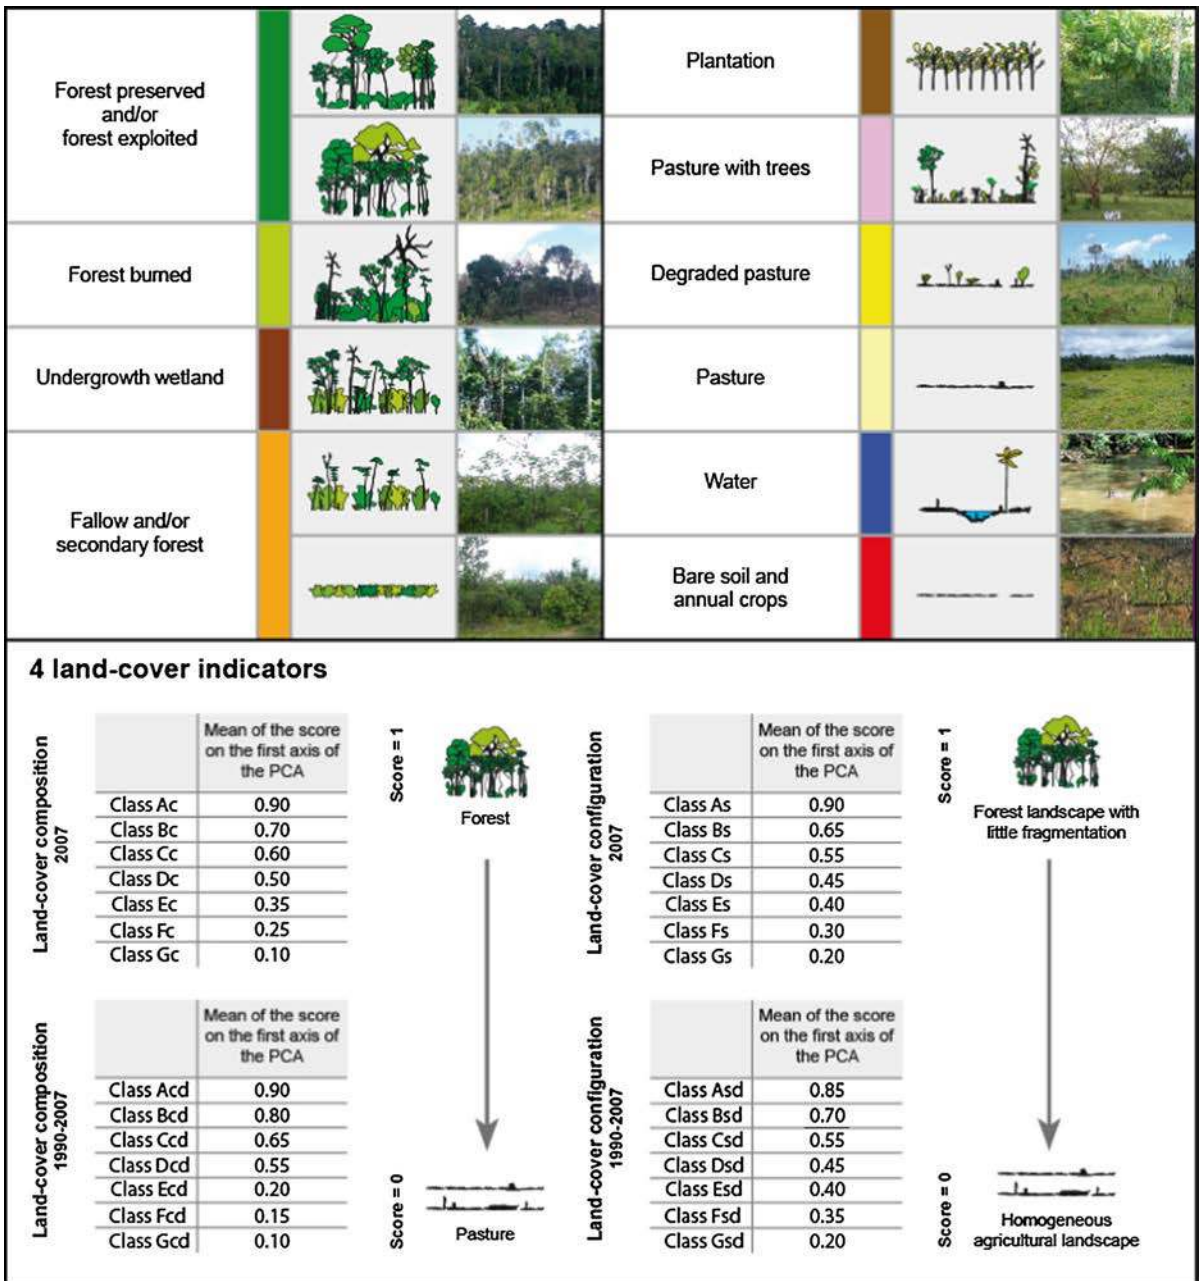 Forest preserved
and/or
forest exploited
Forest burned
Undergrowth wetland
Fallow and/or
secondary forest
Plantation
Pasture with trees
Degraded pasture
Pasture
Water
Bare soil and
annual crops
4 land-cover indicators
Land-cover composition
2007
Mean of the score
on the first axis of
the PCA
Class Ac 0.90
Class Bc 0.70
Class Cc 0.60
Class Dc 0.50
Class Ec 0.35
Class Fc 0.25
Class Gc 0.10
Land-cover composition
1990-2007
Mean of the score
on the first axis of
the PCA
Class Acd 0.90
Class Bcd 0.80
Class Ccd 0.65
Class Dcd 0.55
Class Ecd 0.20
Class Fcd 0.15
Class Gcd 0.10
Score = 1
Forest
Score = 0
Pasture
Land-cover configuration
2007
Mean of the score
on the first axis of
the PCA
Class As 0.90
Class Bs 0.65
Class Cs 0.55
Class Ds 0.45
Class Es 0.40
Class Fs 0.30
Class Gs 0.20
Land-cover configuration
1990-2007
Mean of the score
on the first axis of
the PCA
Class Asd 0.85
Class Bsd 0.70
Class Csd 0.55
Class Dsd 0.45
Class Esd 0.40
Class Fsd 0.35
Class Gsd 0.20
Score = 1
Forest landscape with
little fragmentation
Score = 0
Homogeneous
agricultural landscape